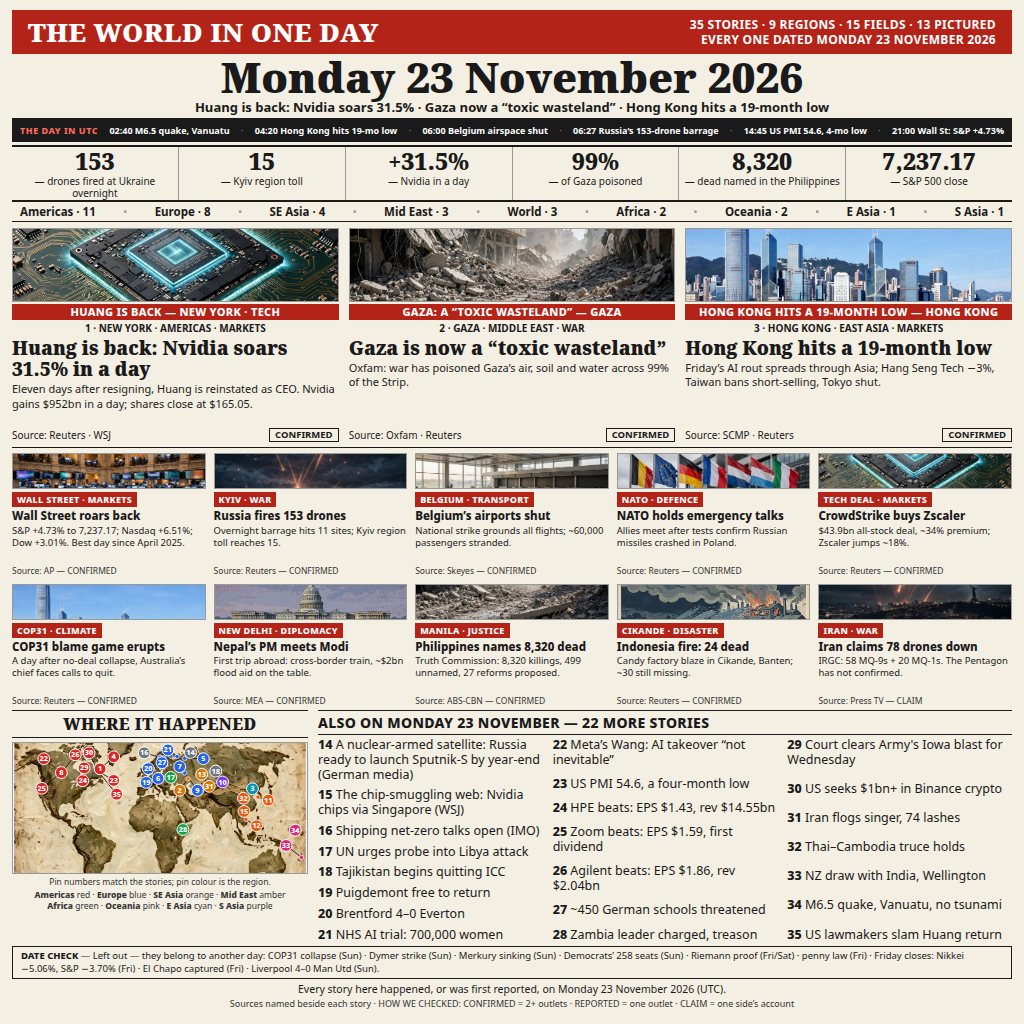 THE WORLD IN ONE DAY
35 STORIES · 9 REGIONS · 15 FIELDS · 13 PICTURED
EVERY ONE DATED MONDAY 23 NOVEMBER 2026
Monday 23 November 2026
Huang is back: Nvidia soars 31.5% · Gaza now a “toxic wasteland” · Hong Kong hits a 19-month low
THE DAY IN UTC 02:40 M6.5 quake, Vanuatu · 04:20 Hong Kong hits 19-mo low · 06:00 Belgium airspace shut · 06:27 Russia’s 153-drone barrage · 14:45 US PMI 54.6, 4-mo low · 21:00 Wall St: S&P +4.73%
153
— drones fired at Ukraine
overnight
15
— Kyiv region toll
+31.5%
— Nvidia in a day
99%
— of Gaza poisoned
8,320
— dead named in the Philippines
7,237.17
— S&P 500 close
Americas · 11 · Europe · 8 · SE Asia · 4 · Mid East · 3 · World · 3 · Africa · 2 · Oceania · 2 · E Asia · 1 · S Asia · 1
HUANG IS BACK — NEW YORK · TECH
1 · NEW YORK · AMERICAS · MARKETS
Huang is back: Nvidia soars
31.5% in a day
Eleven days after resigning, Huang is reinstated as CEO. Nvidia
gains $952bn in a day; shares close at $165.05.
Source: Reuters · WSJ
CONFIRMED
GAZA: A “TOXIC WASTELAND” — GAZA
2 · GAZA · MIDDLE EAST · WAR
Gaza is now a “toxic wasteland”
Oxfam: war has poisoned Gaza’s air, soil and water across 99%
of the Strip.
Source: Oxfam · Reuters
CONFIRMED
HONG KONG HITS A 19-MONTH LOW — HONG KONG
3 · HONG KONG · EAST ASIA · MARKETS
Hong Kong hits a 19-month low
Friday’s AI rout spreads through Asia; Hang Seng Tech −3%,
Taiwan bans short-selling, Tokyo shut.
Source: SCMP · Reuters
CONFIRMED
WALL STREET · MARKETS
Wall Street roars back
S&P +4.73% to 7,237.17; Nasdaq +6.51%;
Dow +3.01%. Best day since April 2025.
Source: AP — CONFIRMED
KYIV · WAR
Russia fires 153 drones
Overnight barrage hits 11 sites; Kyiv region
toll reaches 15.
Source: Reuters — CONFIRMED
BELGIUM · TRANSPORT
Belgium’s airports shut
National strike grounds all flights; ~60,000
passengers stranded.
Source: Skeyes — CONFIRMED
NATO · DEFENCE
NATO holds emergency talks
Allies meet after tests confirm Russian
missiles crashed in Poland.
Source: Reuters — CONFIRMED
TECH DEAL · MARKETS
CrowdStrike buys Zscaler
$43.9bn all-stock deal, ~34% premium;
Zscaler jumps ~18%.
Source: Reuters — CONFIRMED
COP31 · CLIMATE
COP31 blame game erupts
A day after no-deal collapse, Australia’s
chief faces calls to quit.
Source: Reuters — CONFIRMED
NEW DELHI · DIPLOMACY
Nepal’s PM meets Modi
First trip abroad: cross-border train, ~$2bn
flood aid on the table.
Source: MEA — CONFIRMED
MANILA · JUSTICE
Philippines names 8,320 dead
Truth Commission: 8,320 killings, 499
unnamed, 27 reforms proposed.
Source: ABS-CBN — CONFIRMED
CIKANDE · DISASTER
Indonesia fire: 24 dead
Candy factory blaze in Cikande, Banten;
~30 still missing.
Source: Reuters — CONFIRMED
IRAN · WAR
Iran claims 78 drones down
IRGC: 58 MQ-9s + 20 MQ-1s. The Pentagon
has not confirmed.
Source: Press TV — CLAIM
WHERE IT HAPPENED
22
26
30
4
8
29
1
24
23
25
35
16
21
14
27
5
20
7
19
6
17
13
18
2
9
31
10
3
32
11
15
12
28
34
33
Pin numbers match the stories; pin colour is the region.
Americas red · Europe blue · SE Asia orange · Mid East amber
Africa green · Oceania pink · E Asia cyan · S Asia purple
ALSO ON MONDAY 23 NOVEMBER — 22 MORE STORIES
14 A nuclear-armed satellite: Russia
ready to launch Sputnik-S by year-end
(German media)
15 The chip-smuggling web: Nvidia
chips via Singapore (WSJ)
16 Shipping net-zero talks open (IMO)
17 UN urges probe into Libya attack
18 Tajikistan begins quitting ICC
19 Puigdemont free to return
20 Brentford 4–0 Everton
21 NHS AI trial: 700,000 women
22 Meta’s Wang: AI takeover “not
inevitable”
23 US PMI 54.6, a four-month low
24 HPE beats: EPS $1.43, rev $14.55bn
25 Zoom beats: EPS $1.59, first
dividend
26 Agilent beats: EPS $1.86, rev
$2.04bn
27 ~450 German schools threatened
28 Zambia leader charged, treason
29 Court clears Army's Iowa blast for
Wednesday
30 US seeks $1bn+ in Binance crypto
31 Iran flogs singer, 74 lashes
32 Thai–Cambodia truce holds
33 NZ draw with India, Wellington
34 M6.5 quake, Vanuatu, no tsunami
35 US lawmakers slam Huang return
DATE CHECK — Left out — they belong to another day: COP31 collapse (Sun) · Dymer strike (Sun) · Merkury sinking (Sun) · Democrats’ 258 seats (Sun) · Riemann proof (Fri/Sat) · penny law (Fri) · Friday closes: Nikkei
−5.06%, S&P −3.70% (Fri) · El Chapo captured (Fri) · Liverpool 4–0 Man Utd (Sun).
Every story here happened, or was first reported, on Monday 23 November 2026 (UTC).
Sources named beside each story · HOW WE CHECKED: CONFIRMED = 2+ outlets · REPORTED = one outlet · CLAIM = one side’s account